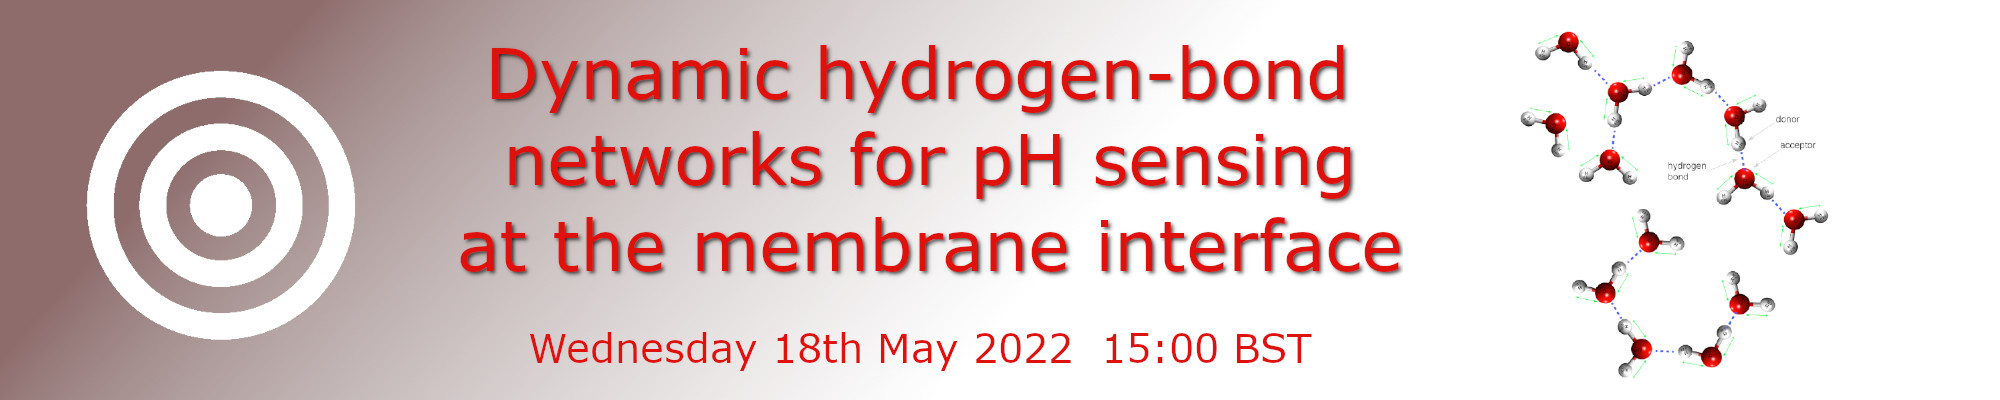 Dynamic hydrogen-bond
networks for pH sensing
at the membrane interface
Wednesday 18th May 2022  15:00 BST
donor
acceptor
hydrogen
bond